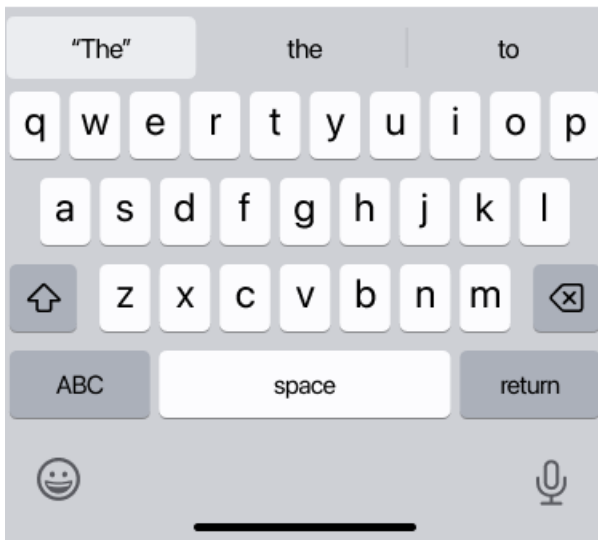 “The” the to
q w e r t y u i o p
a s d f g h j k l
z x c v b n m
ABC space return